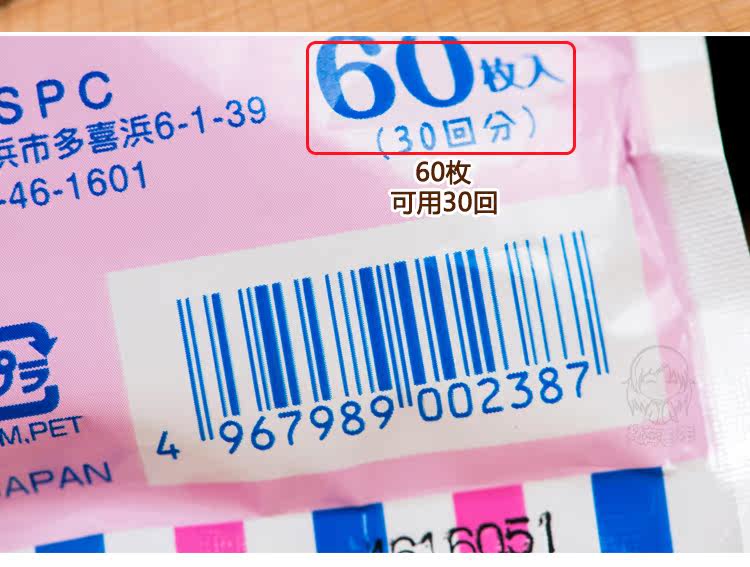 60枚入
(30回分)
SPC
浜市多喜浜6-1-39
-46-1601
60枚
可用30回
4 967989 002387
プラ
M,PET
JAPAN